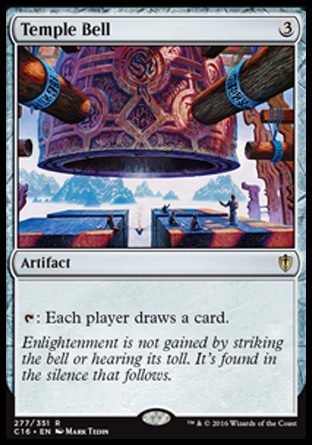 Temple Bell 3
Artifact
: Each player draws a card.
Enlightenment is not gained by striking
the bell or hearing its toll. It's found in
the silence that follows.
277/351 R
C16 • EN Mark Tedin ™ & © 2016 Wizards of the Coast